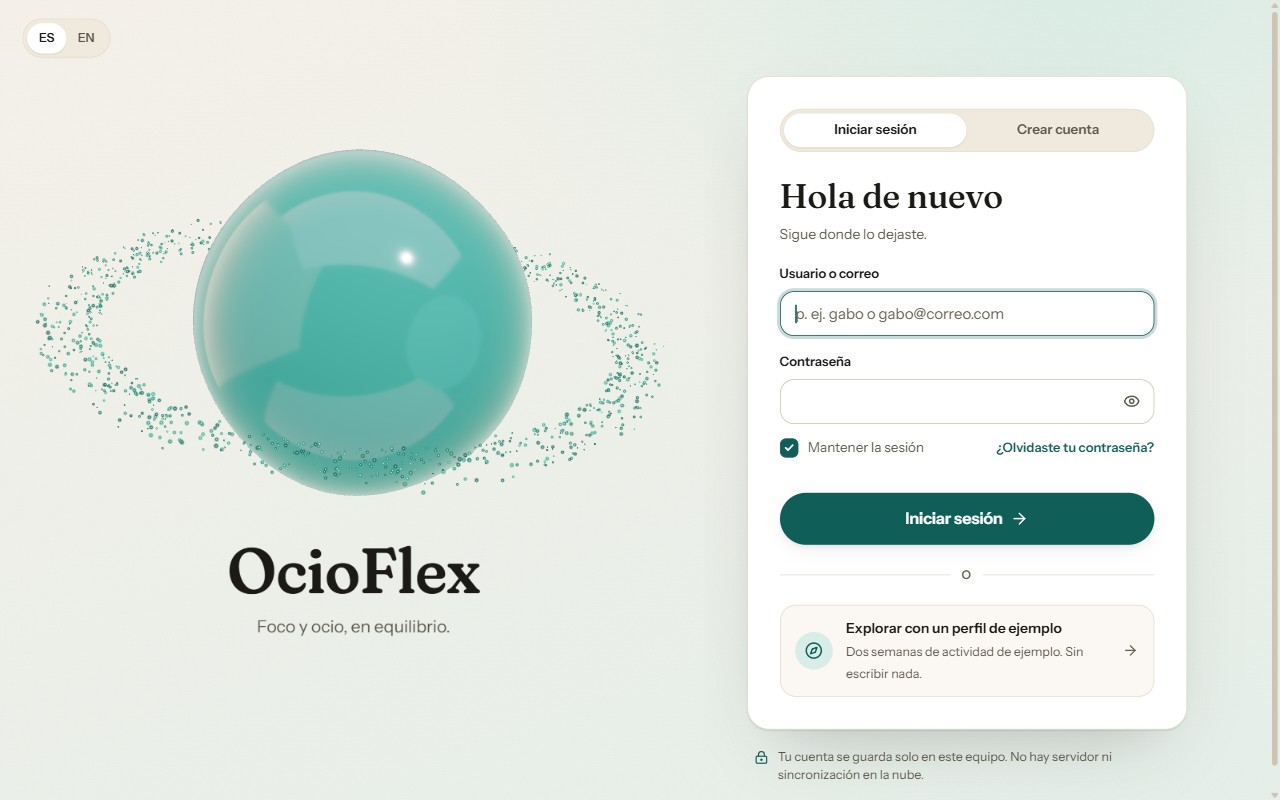 ES EN
Iniciar sesión Crear cuenta
Hola de nuevo
Sigue donde lo dejaste.
Usuario o correo
p. ej. gabo o gabo@correo.com
Contraseña
Mantener la sesión ¿Olvidaste tu contraseña?
Iniciar sesión
O
Explorar con un perfil de ejemplo
Dos semanas de actividad de ejemplo. Sin
escribir nada.
OcioFlex
Foco y ocio, en equilibrio.
Tu cuenta se guarda solo en este equipo. No hay servidor ni
sincronización en la nube.